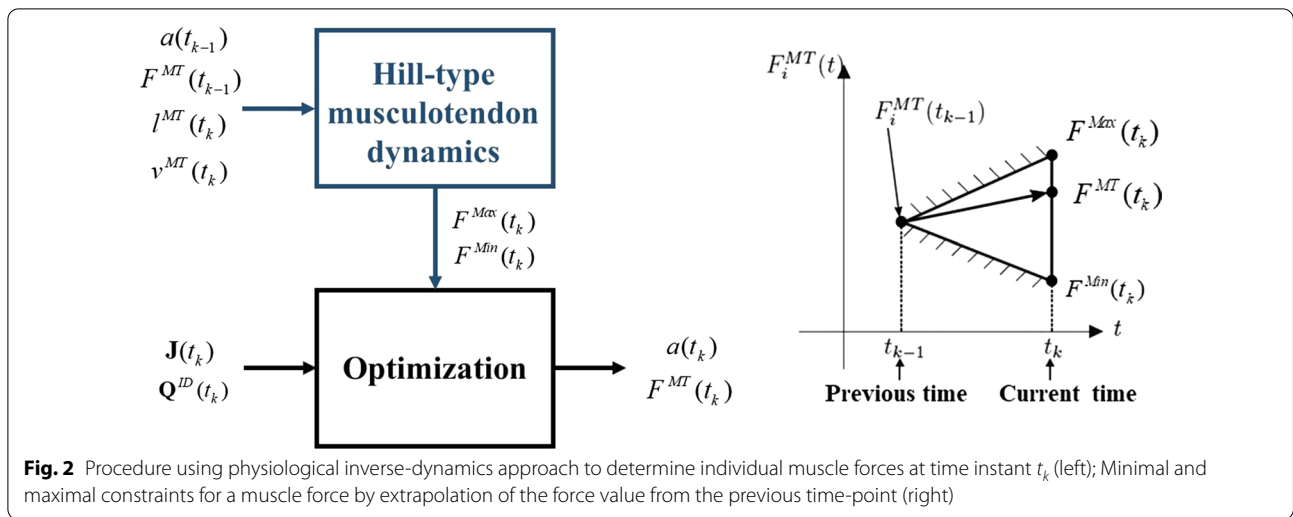 a(t_{k-1})
F^{MT}(t_{k-1})
l^{MT}(t_k)
v^{MT}(t_k)
Hill-type
musculotendon
dynamics
F^{Max}(t_k)
F^{Min}(t_k)
J(t_k)
Q^{ID}(t_k)
Optimization
a(t_k)
F^{MT}(t_k)
F_i^{MT}(t)
F_i^{MT}(t_{k-1})
F^{Max}(t_k)
F^{MT}(t_k)
F^{Min}(t_k)
t
t_{k-1}
t_k
Previous time
Current time
Fig. 2 Procedure using physiological inverse-dynamics approach to determine individual muscle forces at time instant t_k (left); Minimal and
maximal constraints for a muscle force by extrapolation of the force value from the previous time-point (right)